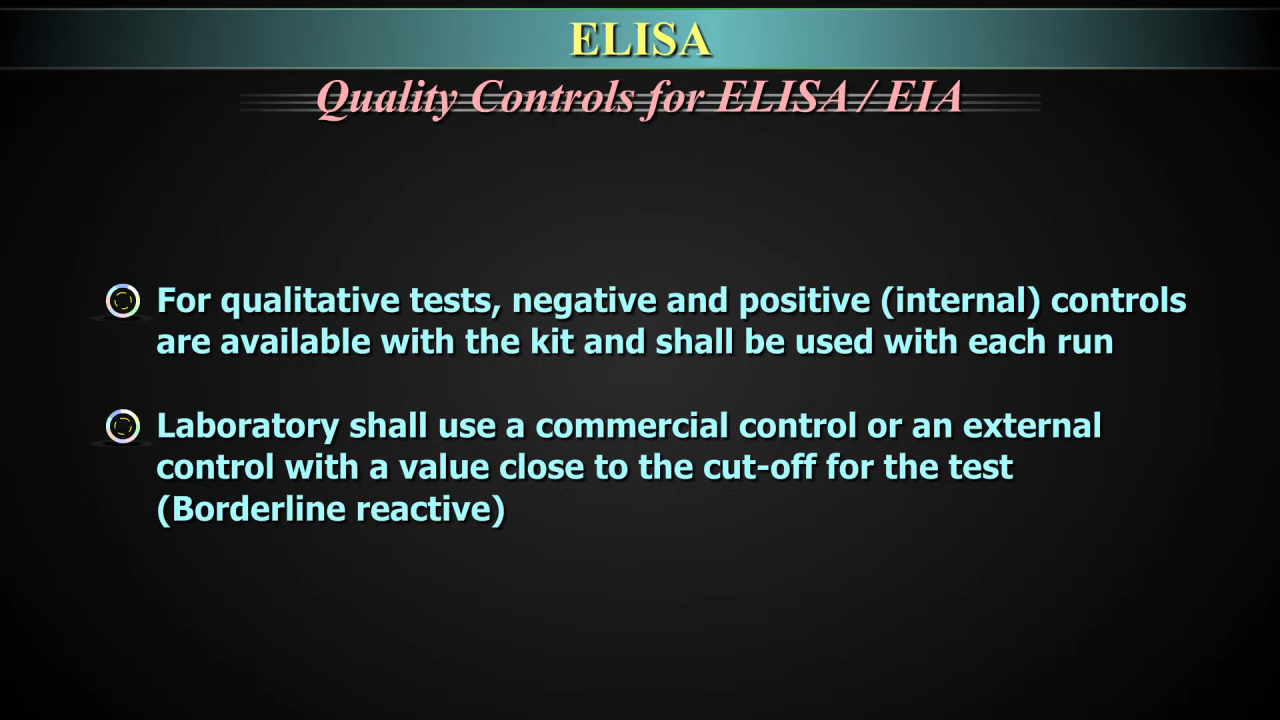 ELISA
Quality Controls for ELISA / EIA
For qualitative tests, negative and positive (internal) controls
are available with the kit and shall be used with each run
Laboratory shall use a commercial control or an external
control with a value close to the cut-off for the test
(Borderline reactive)